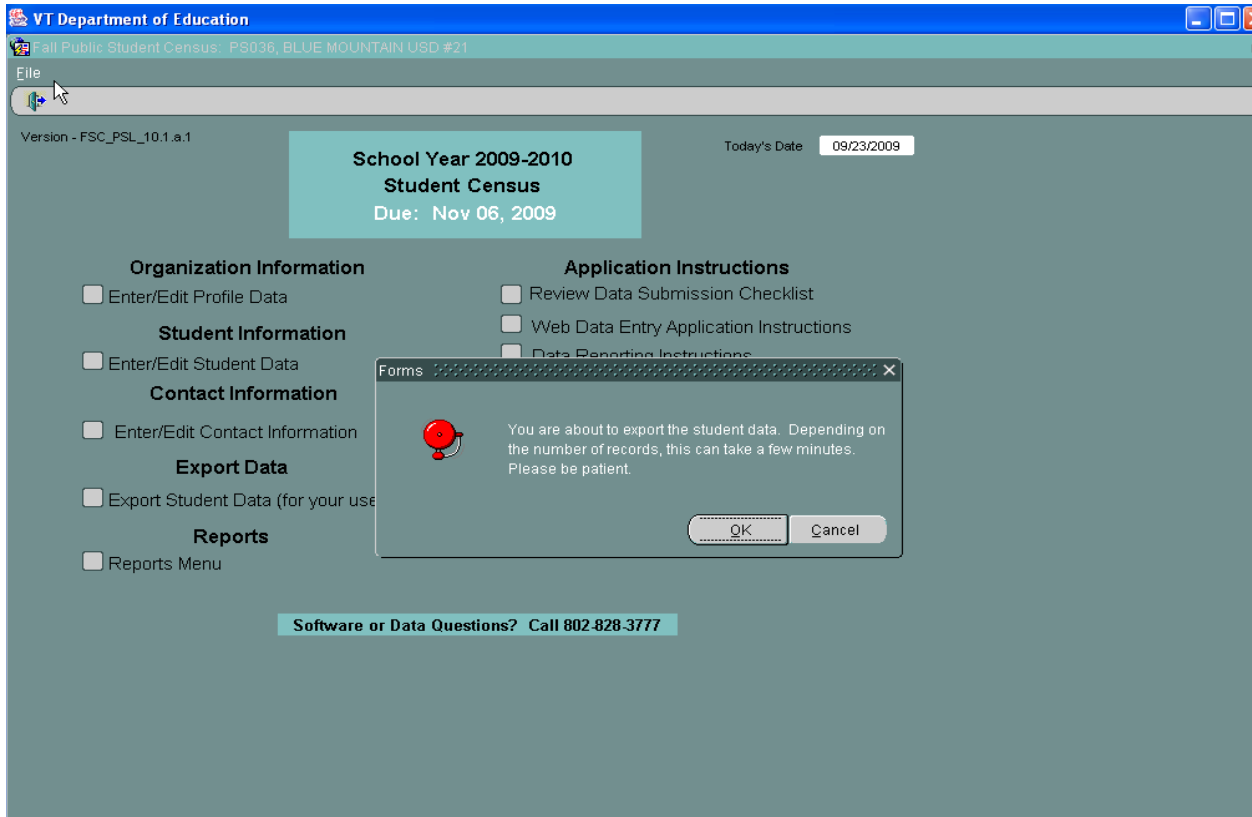 VT Department of Education
Fall Public Student Census: PS036, BLUE MOUNTAIN USD #21
File
Version - FSC_PSL_10.1.a.1
Today's Date 09/23/2009
School Year 2009-2010
Student Census
Due: Nov 06, 2009
Organization Information
Enter/Edit Profile Data
Student Information
Enter/Edit Student Data
Contact Information
Enter/Edit Contact Information
Export Data
Export Student Data (for your use
Reports
Reports Menu
Application Instructions
Review Data Submission Checklist
Web Data Entry Application Instructions
Data Reporting Instructions
Forms
You are about to export the student data. Depending on
the number of records, this can take a few minutes.
Please be patient.
OK Cancel
Software or Data Questions? Call 802-828-3777